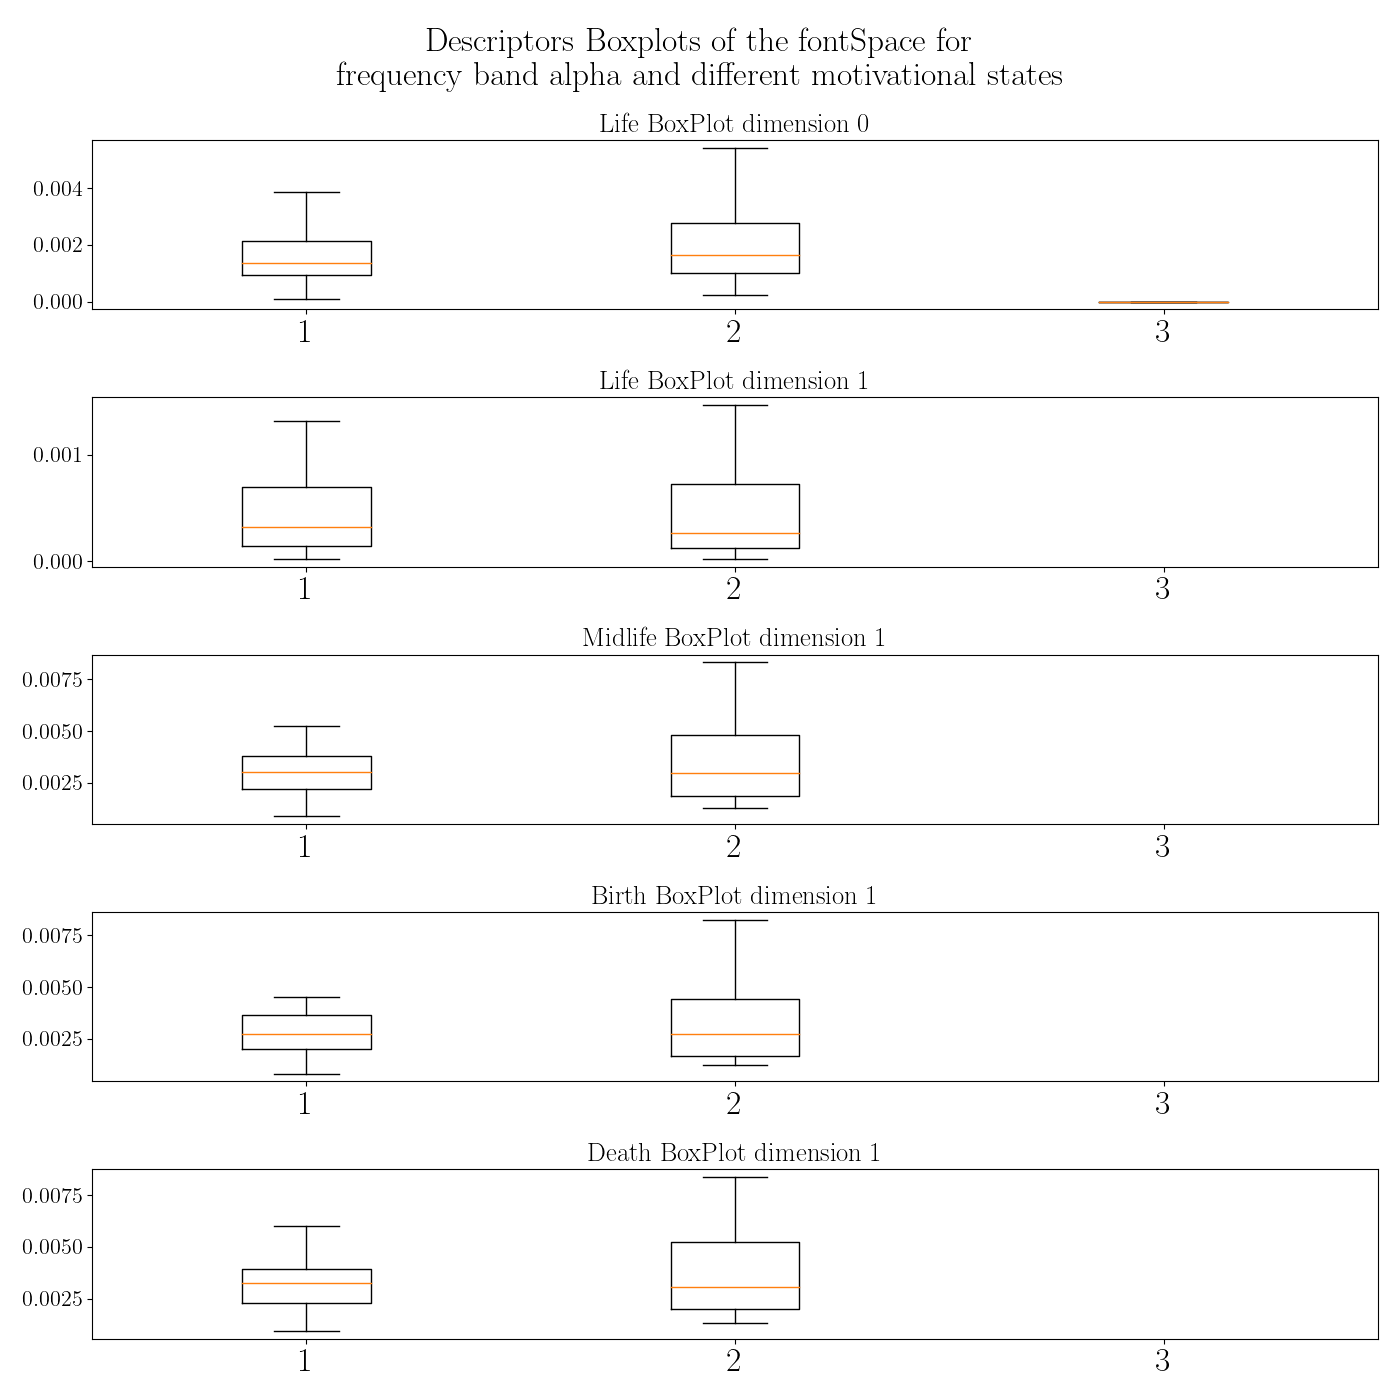 Descriptors Boxplots of the fontSpace for
frequency band alpha and different motivational states
Life BoxPlot dimension 0
0.004
0.002
0.000
1 2 3
Life BoxPlot dimension 1
0.001
0.000
1 2 3
Midlife BoxPlot dimension 1
0.0075
0.0050
0.0025
1 2 3
Birth BoxPlot dimension 1
0.0075
0.0050
0.0025
1 2 3
Death BoxPlot dimension 1
0.0075
0.0050
0.0025
1 2 3